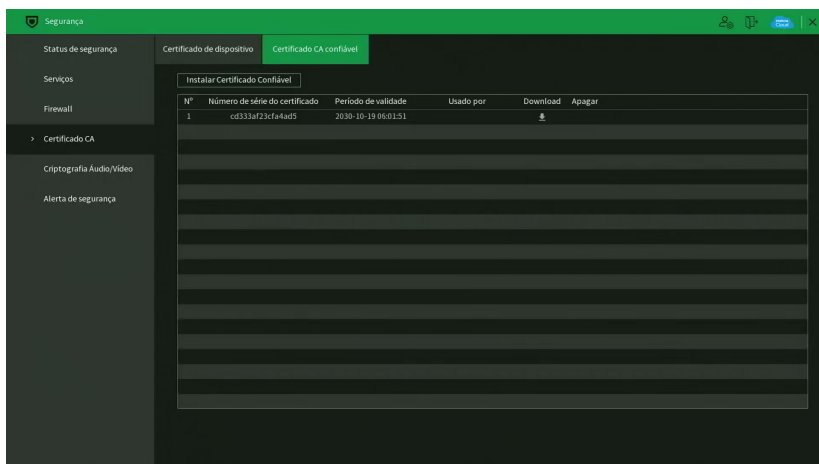 Segurança
Status de segurança
Serviços
Firewall
> Certificado CA
Criptografia Áudio/Vídeo
Alerta de segurança
Certificado de dispositivo Certificado CA confiável
Instalar Certificado Confiável
Nº Número de série do certificado Período de validade Usado por Download Apagar
1 cd333af23cfa4ad5 2030-10-19 06:01:51